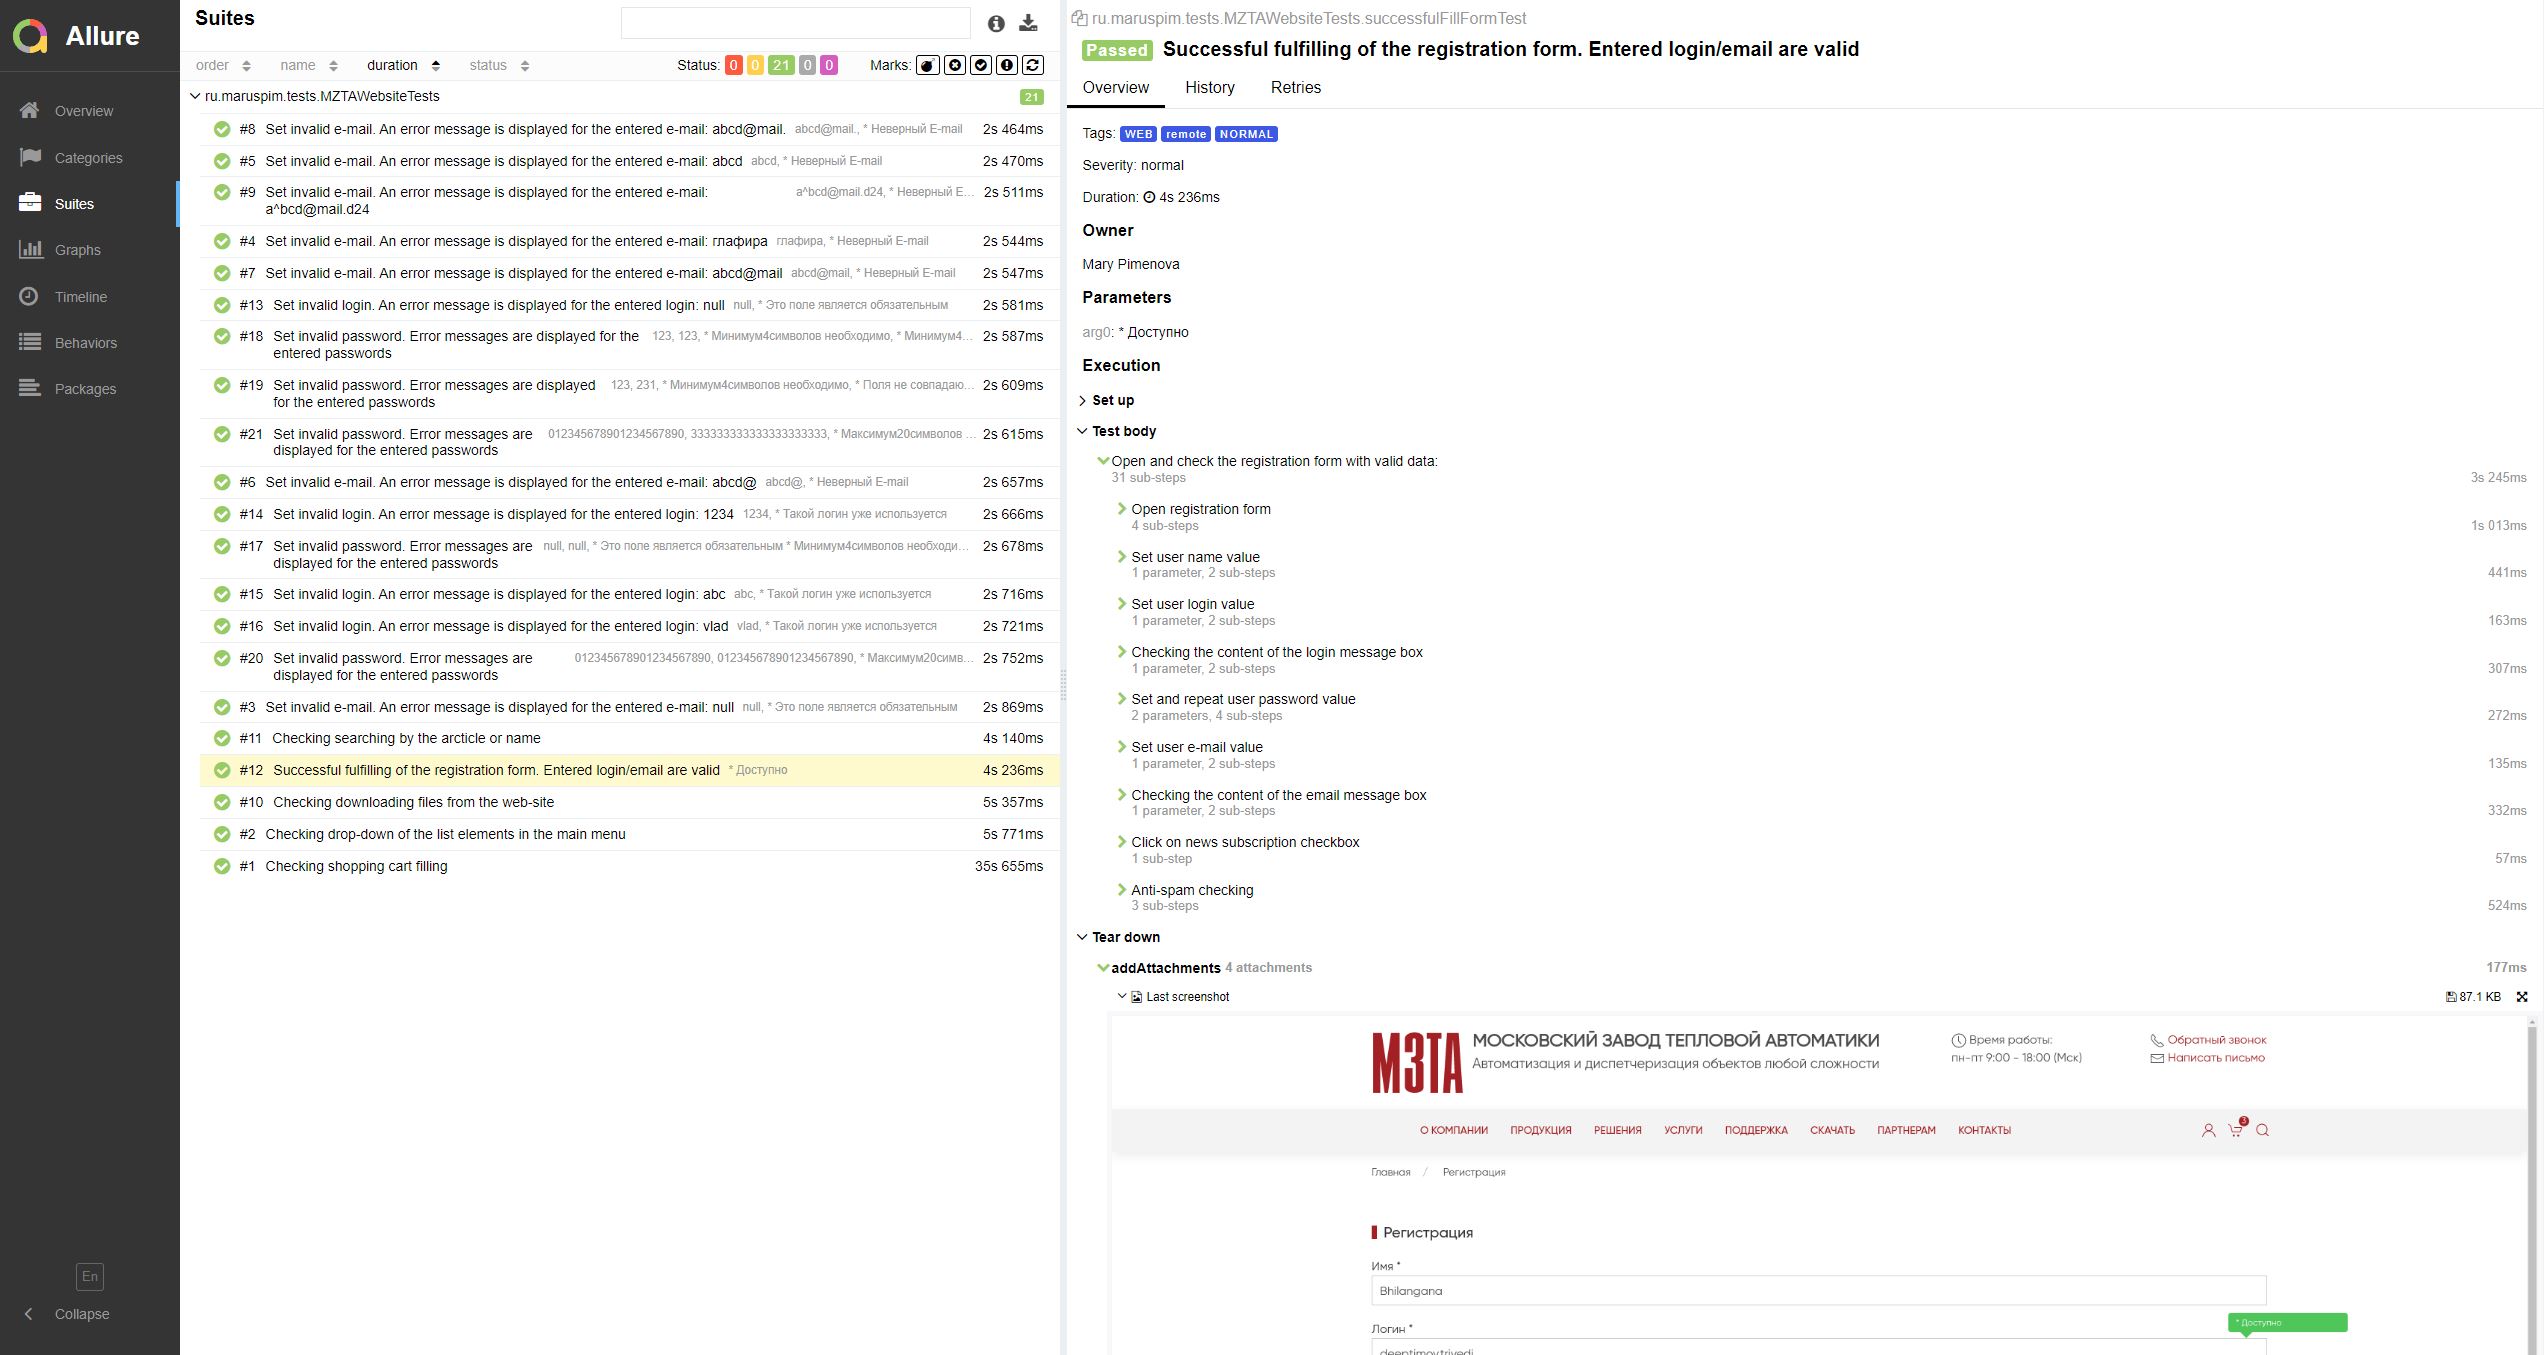 Allure
Overview
Categories
Suites
Graphs
Timeline
Behaviors
Packages
En
Collapse
Suites
order name duration status Status: 0 0 21 0 0 Marks:
ru.maruspim.tests.MZTAWebsiteTests 21
#8 Set invalid e-mail. An error message is displayed for the entered e-mail: abcd@mail. abcd@mail., * Неверный E-mail 2s 464ms
#5 Set invalid e-mail. An error message is displayed for the entered e-mail: abcd abcd, * Неверный E-mail 2s 470ms
#9 Set invalid e-mail. An error message is displayed for the entered e-mail: a^bcd@mail.d24, * Неверный E... 2s 511ms
a^bcd@mail.d24
#4 Set invalid e-mail. An error message is displayed for the entered e-mail: глафира глафира, * Неверный E-mail 2s 544ms
#7 Set invalid e-mail. An error message is displayed for the entered e-mail: abcd@mail abcd@mail, * Неверный E-mail 2s 547ms
#13 Set invalid login. An error message is displayed for the entered login: null null, * Это поле является обязательным 2s 581ms
#18 Set invalid password. Error messages are displayed for the 123, 123, * Минимум4символов необходимо, * Минимум4... 2s 587ms
entered passwords
#19 Set invalid password. Error messages are displayed 123, 231, * Минимум4символов необходимо, * Поля не совпадаю... 2s 609ms
for the entered passwords
#21 Set invalid password. Error messages are 012345678901234567890, 333333333333333333333, * Максимум20символов ... 2s 615ms
displayed for the entered passwords
#6 Set invalid e-mail. An error message is displayed for the entered e-mail: abcd@ abcd@, * Неверный E-mail 2s 657ms
#14 Set invalid login. An error message is displayed for the entered login: 1234 1234, * Такой логин уже используется 2s 666ms
#17 Set invalid password. Error messages are null, null, * Это поле является обязательным * Минимум4символов необходи... 2s 678ms
displayed for the entered passwords
#15 Set invalid login. An error message is displayed for the entered login: abc abc, * Такой логин уже используется 2s 716ms
#16 Set invalid login. An error message is displayed for the entered login: vlad vlad, * Такой логин уже используется 2s 721ms
#20 Set invalid password. Error messages are 012345678901234567890, 012345678901234567890, * Максимум20симв... 2s 752ms
displayed for the entered passwords
#3 Set invalid e-mail. An error message is displayed for the entered e-mail: null null, * Это поле является обязательным 2s 869ms
#11 Checking searching by the arcticle or name 4s 140ms
#12 Successful fulfilling of the registration form. Entered login/email are valid * Доступно 4s 236ms
#10 Checking downloading files from the web-site 5s 357ms
#2 Checking drop-down of the list elements in the main menu 5s 771ms
#1 Checking shopping cart filling 35s 655ms
ru.maruspim.tests.MZTAWebsiteTests.successfulFillFormTest
Passed Successful fulfilling of the registration form. Entered login/email are valid
Overview History Retries
Tags: WEB remote NORMAL
Severity: normal
Duration: 4s 236ms
Owner
Mary Pimenova
Parameters
arg0: * Доступно
Execution
Set up
Test body
Open and check the registration form with valid data:
31 sub-steps 3s 245ms
Open registration form
4 sub-steps 1s 013ms
Set user name value
1 parameter, 2 sub-steps 441ms
Set user login value
1 parameter, 2 sub-steps 163ms
Checking the content of the login message box
1 parameter, 2 sub-steps 307ms
Set and repeat user password value
2 parameters, 4 sub-steps 272ms
Set user e-mail value
1 parameter, 2 sub-steps 135ms
Checking the content of the email message box
1 parameter, 2 sub-steps 332ms
Click on news subscription checkbox
1 sub-step 57ms
Anti-spam checking
3 sub-steps 524ms
Tear down
addAttachments 4 attachments 177ms
Last screenshot 87.1 KB
МЗТА МОСКОВСКИЙ ЗАВОД ТЕПЛОВОЙ АВТОМАТИКИ Время работы: Обратный звонок
Автоматизация и диспетчеризация объектов любой сложности пн-пт 9:00 - 18:00 (Мск) Написать письмо
О КОМПАНИИ ПРОДУКЦИЯ РЕШЕНИЯ УСЛУГИ ПОДДЕРЖКА СКАЧАТЬ ПАРТНЕРАМ КОНТАКТЫ 3
Главная / Регистрация
Регистрация
Имя *
Bhilangana
Логин * * Доступно
deeptimoy.trivedi